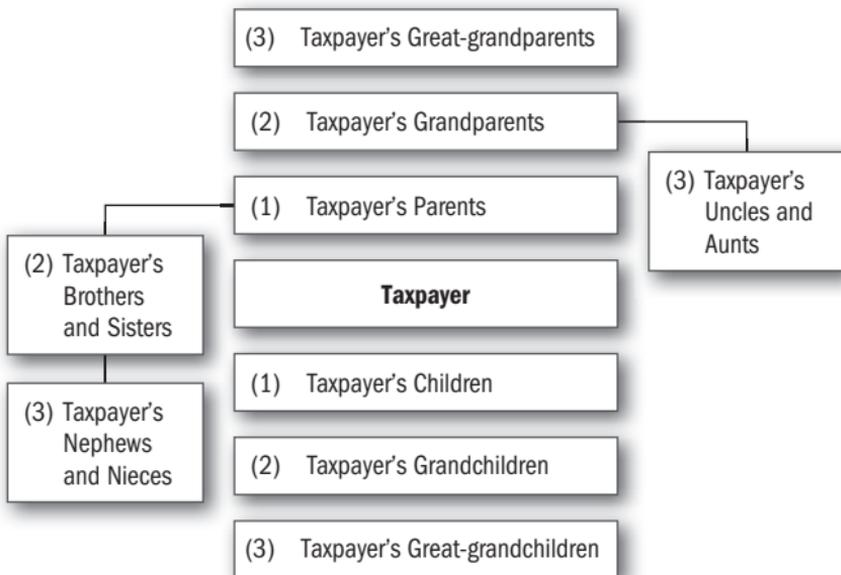 (3) Taxpayer's Great-grandparents
(2) Taxpayer's Grandparents
(3) Taxpayer's
Uncles and
Aunts
(1) Taxpayer's Parents
(2) Taxpayer's
Brothers
and Sisters
Taxpayer
(1) Taxpayer's Children
(3) Taxpayer's
Nephews
and Nieces
(2) Taxpayer's Grandchildren
(3) Taxpayer's Great-grandchildren